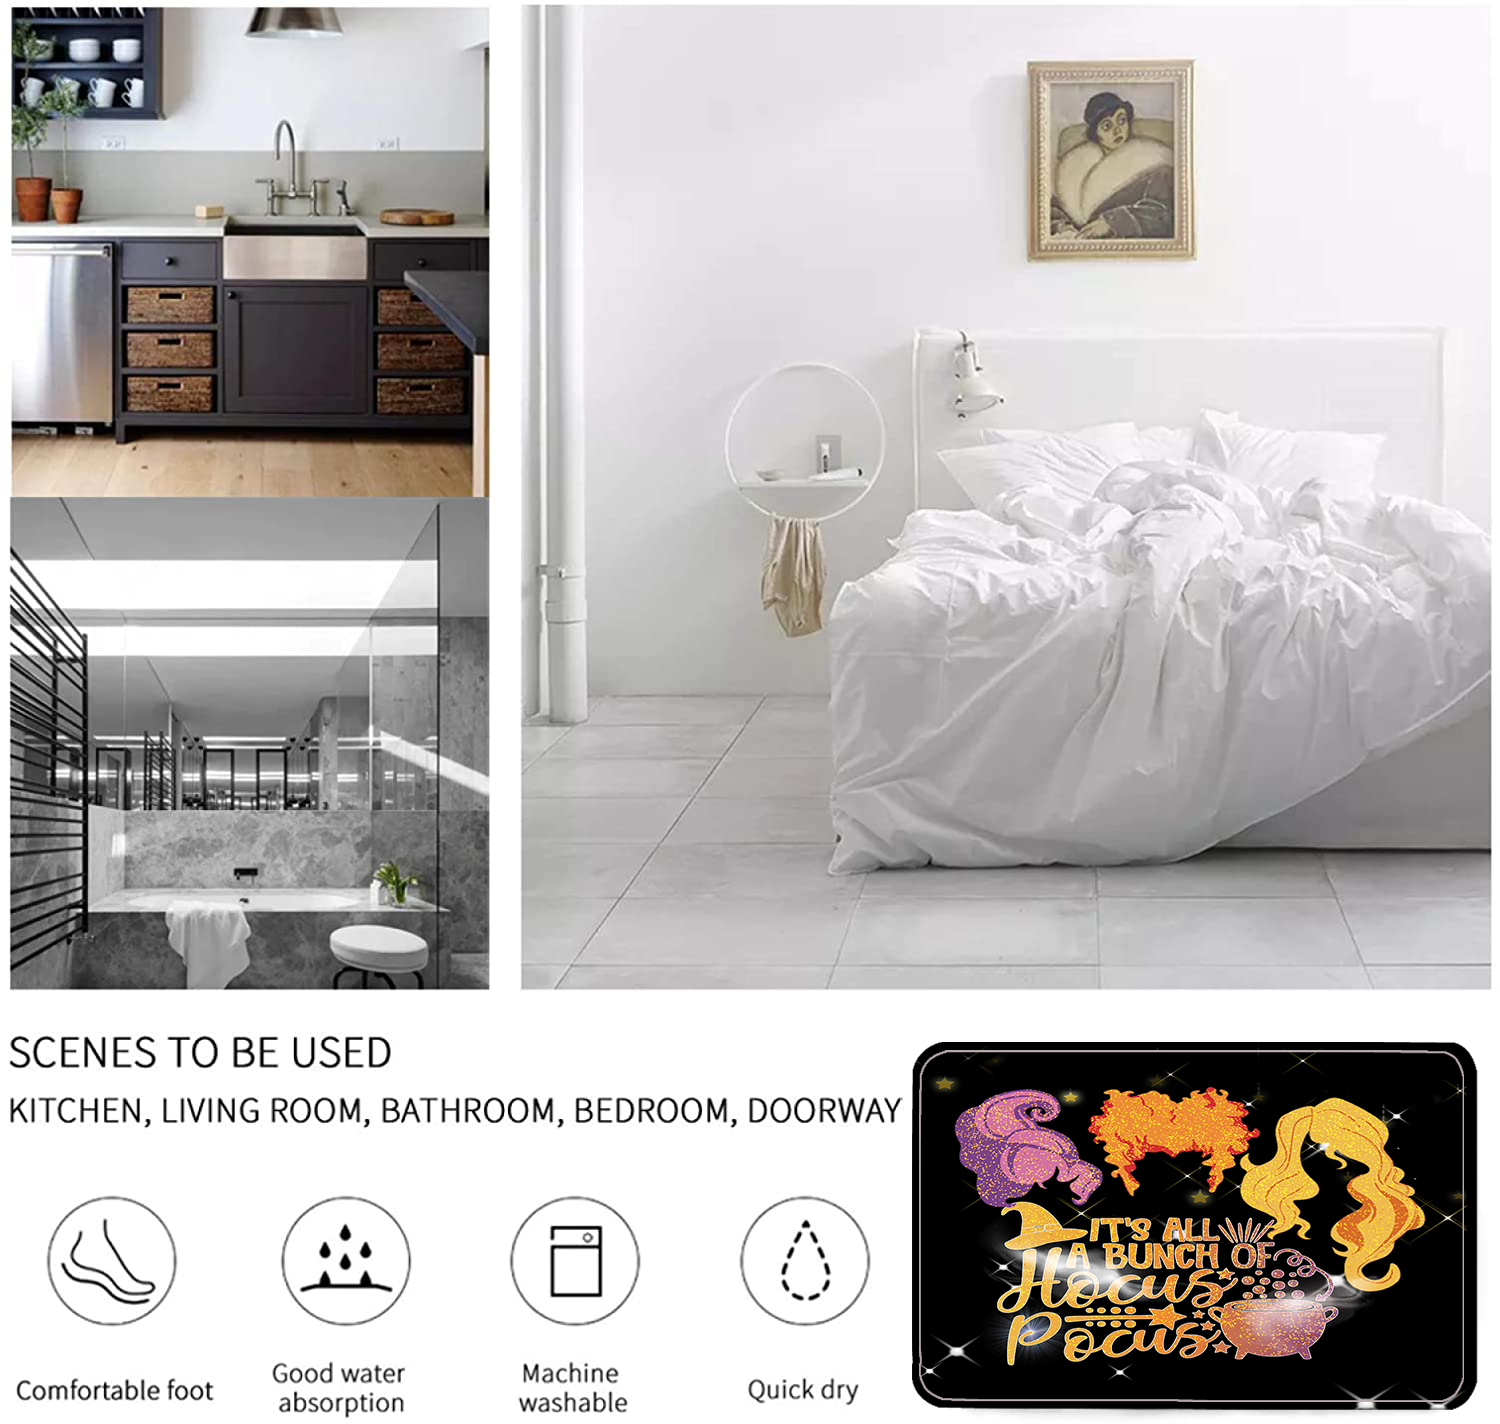 SCENES TO BE USED
KITCHEN, LIVING ROOM, BATHROOM, BEDROOM, DOORWAY
Comfortable foot
Good water
absorption
Machine
washable
Quick dry
IT'S ALL
A BUNCH OF
Hocus
Pocus